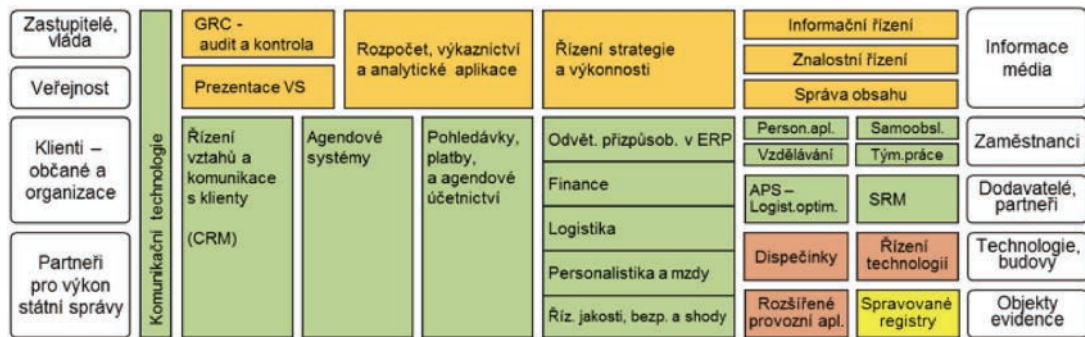 Zastupitelé,
vláda
Veřejnost
Klienti –
občané a
organizace
Partneři
pro výkon
státní správy
Komunikační technologie
GRC -
audit a kontrola
Prezentace VS
Rozpočet, výkaznictví
a analytické aplikace
Řízení strategie
a výkonnosti
Informační řízení
Znalostní řízení
Správa obsahu
Řízení
vztahů a
komunikace
s klienty
(CRM)
Agendové
systémy
Pohledávky,
platby,
a agendové
účetnictví
Odvět. přizpůsob. v ERP
Finance
Logistika
Personalistika a mzdy
Říz. jakosti, bezp. a shody
Person.apl.
Samoobsl.
Vzdělávání
Tým.práce
APS –
Logist.optim.
SRM
Dispečinky
Řízení
technologií
Rozšířené
provozní apl.
Spravované
registry
Informace
média
Zaměstnanci
Dodavatelé,
partneři
Technologie,
budovy
Objekty
evidence